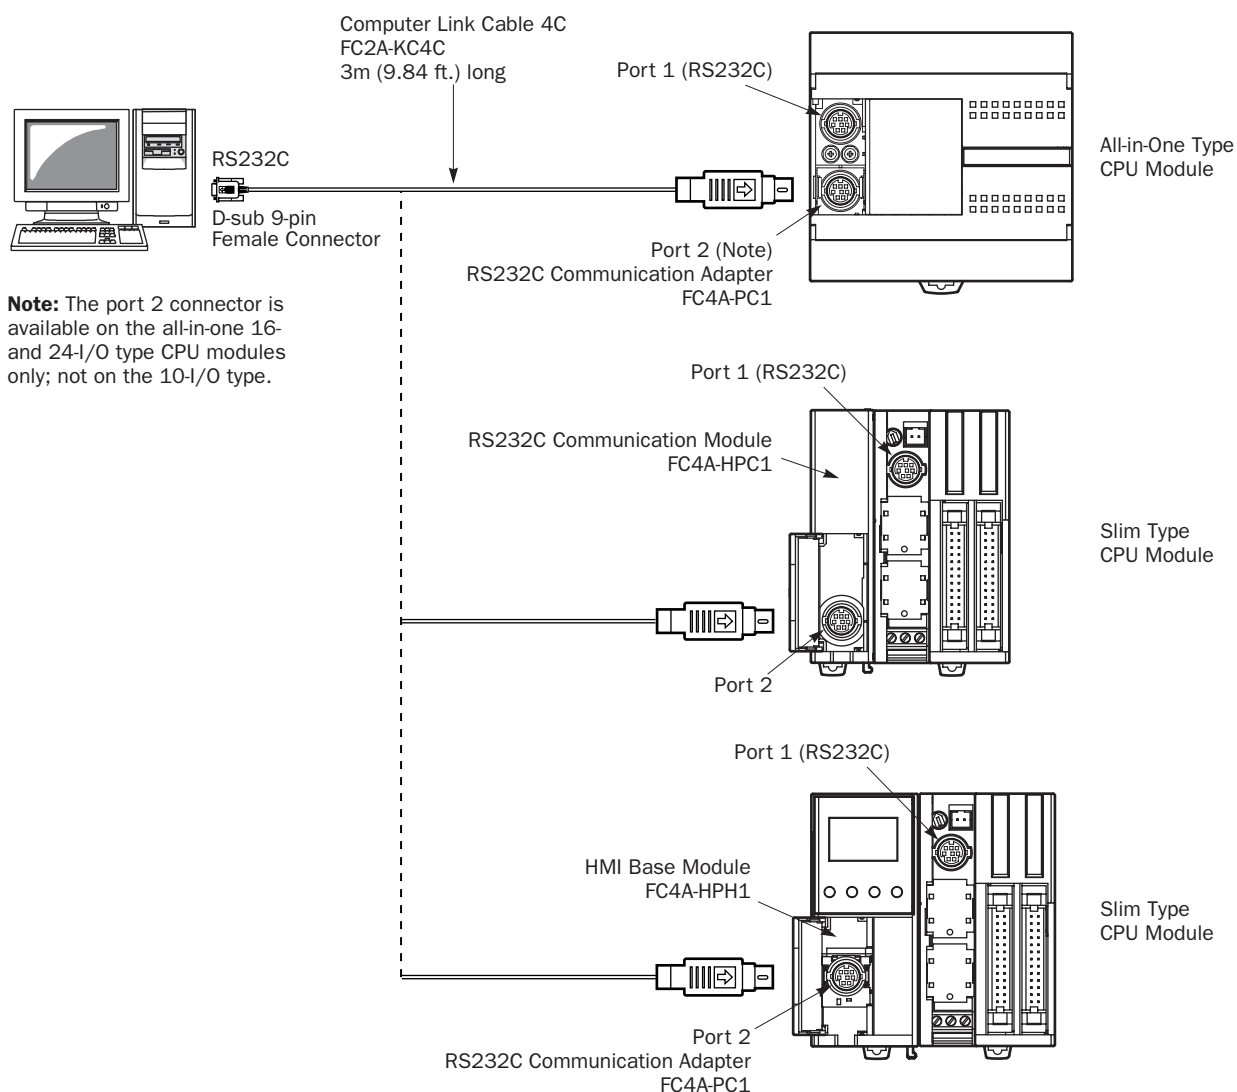 Computer Link Cable 4C
FC2A-KC4C
3m (9.84 ft.) long
Port 1 (RS232C)
All-in-One Type
CPU Module
RS232C
D-sub 9-pin
Female Connector
Port 2 (Note)
RS232C Communication Adapter
FC4A-PC1
Note: The port 2 connector is
available on the all-in-one 16-
and 24-I/O type CPU modules
only; not on the 10-I/O type.
Port 1 (RS232C)
RS232C Communication Module
FC4A-HPC1
Slim Type
CPU Module
Port 2
Port 1 (RS232C)
HMI Base Module
FC4A-HPH1
Slim Type
CPU Module
Port 2
RS232C Communication Adapter
FC4A-PC1